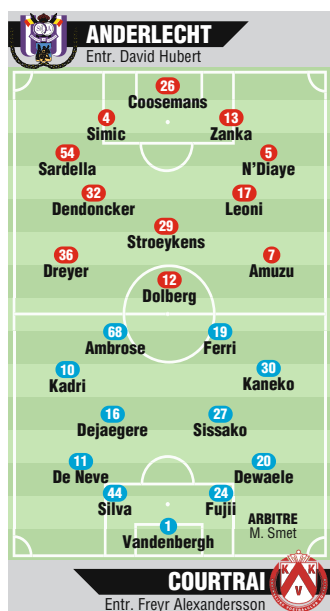 ANDERLECHT
Entr. David Hubert
26
Coosemans
4 13
Simic Zanka
54 5
Sardella N'Diaye
32 17
Dendoncker Leoni
29
Stroeykens
36 7
Dreyer Amuzu
12
Dolberg
68 19
Ambrose Ferri
10 30
Kadri Kaneko
16 27
Dejaegere Sissako
11 20
De Neve Dewaele
44 24
Silva Fujii
1
Vandenbergh
ARBITRE
M. Smet
COURTRAI
Entr. Freyr Alexandersson
K K
V